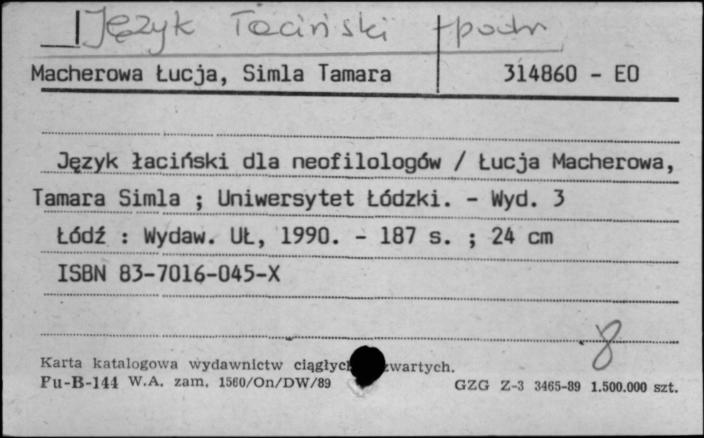 Język łaciński podr
Macherowa Łucja, Simla Tamara 314860 - EO
Język łaciński dla neofilologów / Łucja Macherowa,
Tamara Simla ; Uniwersytet Łódzki. - Wyd. 3
Łódź : Wydaw. UŁ, 1990. - 187 s. ; 24 cm
ISBN 83-7016-045-X
8
Karta katalogowa wydawnictw ciągłyc wartych.
Pu-B-144 W.A. zam. 1560/On/DW/89 GZG Z-3 3465-89 1.500.000 szt.